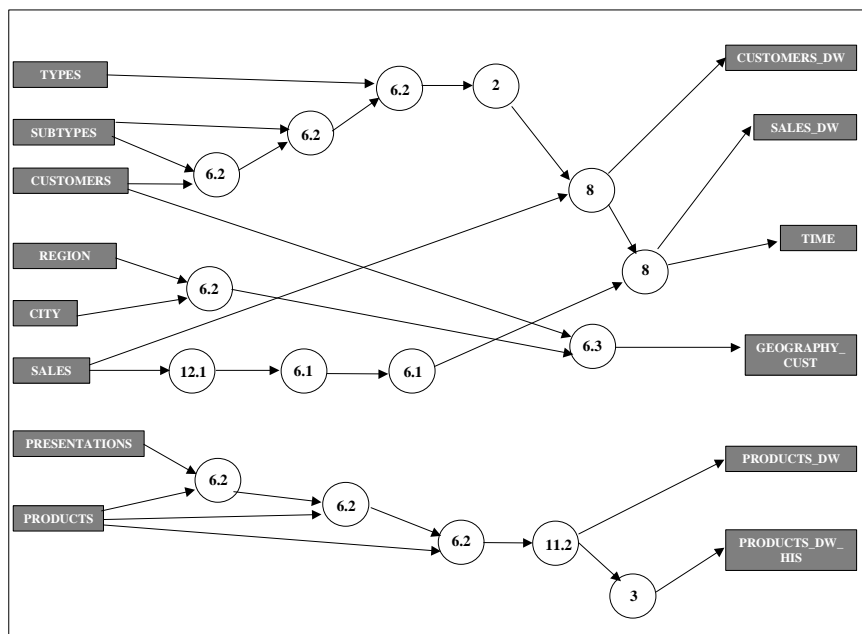 CUSTOMERS_DW
TYPES
6.2
2
SUBTYPES
6.2
SALES_DW
6.2
CUSTOMERS
8
REGION
TIME
8
6.2
CITY
6.3
GEOGRAPHY_
CUST
SALES
12.1
6.1
6.1
PRESENTATIONS
PRODUCTS_DW
6.2
6.2
PRODUCTS
6.2
11.2
PRODUCTS_DW_
HIS
3